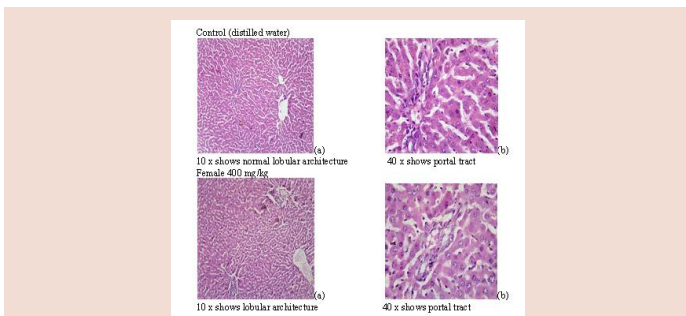 Control (distilled water)
(a)
(b)
10 x shows normal lobular architecture
40 x shows portal tract
Female 400 mg/kg
(a)
(b)
10 x shows lobular architecture
40 x shows portal tract